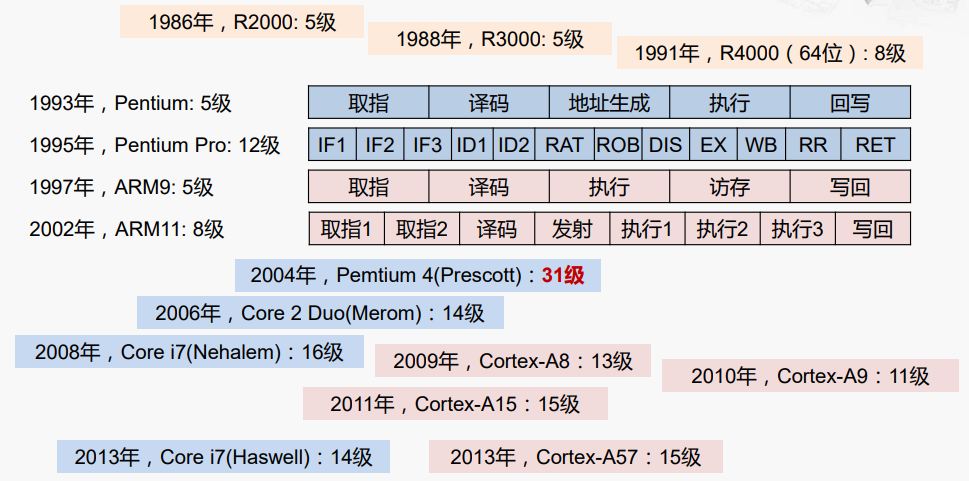 1986年，R2000: 5级
1988年，R3000: 5级
1991年，R4000（64位）: 8级
1993年，Pentium: 5级 取指 译码 地址生成 执行 回写
1995年，Pentium Pro: 12级 IF1 IF2 IF3 ID1 ID2 RAT ROB DIS EX WB RR RET
1997年，ARM9: 5级 取指 译码 执行 访存 写回
2002年，ARM11: 8级 取指1 取指2 译码 发射 执行1 执行2 执行3 写回
2004年，Pemtium 4(Prescott)：31级
2006年，Core 2 Duo(Merom)：14级
2008年，Core i7(Nehalem)：16级
2009年，Cortex-A8：13级
2010年，Cortex-A9：11级
2011年，Cortex-A15：15级
2013年，Core i7(Haswell)：14级
2013年，Cortex-A57：15级